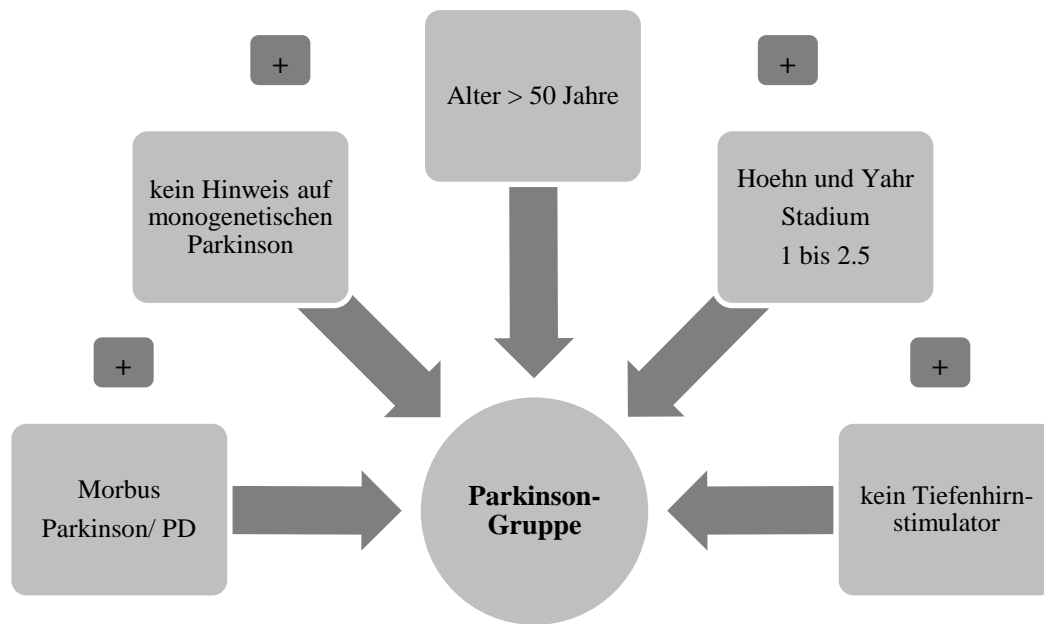 +
+
Alter > 50 Jahre
kein Hinweis auf
monogenetischen
Parkinson
Hoehn und Yahr
Stadium
1 bis 2.5
+
+
Morbus
Parkinson/ PD
Parkinson-
Gruppe
kein Tiefenhirn-
stimulator